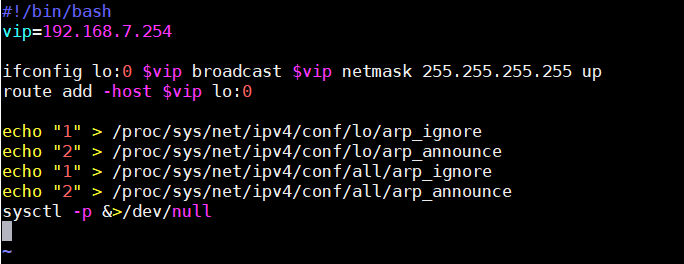 #!/bin/bash
vip=192.168.7.254
ifconfig lo:0 $vip broadcast $vip netmask 255.255.255.255 up
route add -host $vip lo:0
echo "1" > /proc/sys/net/ipv4/conf/lo/arp_ignore
echo "2" > /proc/sys/net/ipv4/conf/lo/arp_announce
echo "1" > /proc/sys/net/ipv4/conf/all/arp_ignore
echo "2" > /proc/sys/net/ipv4/conf/all/arp_announce
sysctl -p &>/dev/null
~